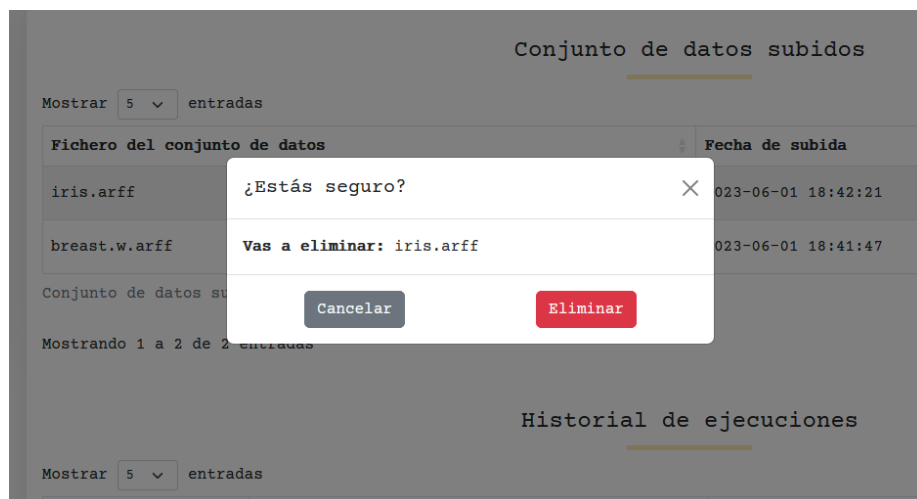 Conjunto de datos subidos
Mostrar 5 entradas
Fichero del conjunto de datos Fecha de subida
¿Estás seguro?
iris.arff 023-06-01 18:42:21
Vas a eliminar: iris.arff
breast.w.arff 023-06-01 18:41:47
Conjunto de datos su
Cancelar Eliminar
Mostrando 1 a 2 de 2 entradas
Historial de ejecuciones
Mostrar 5 entradas